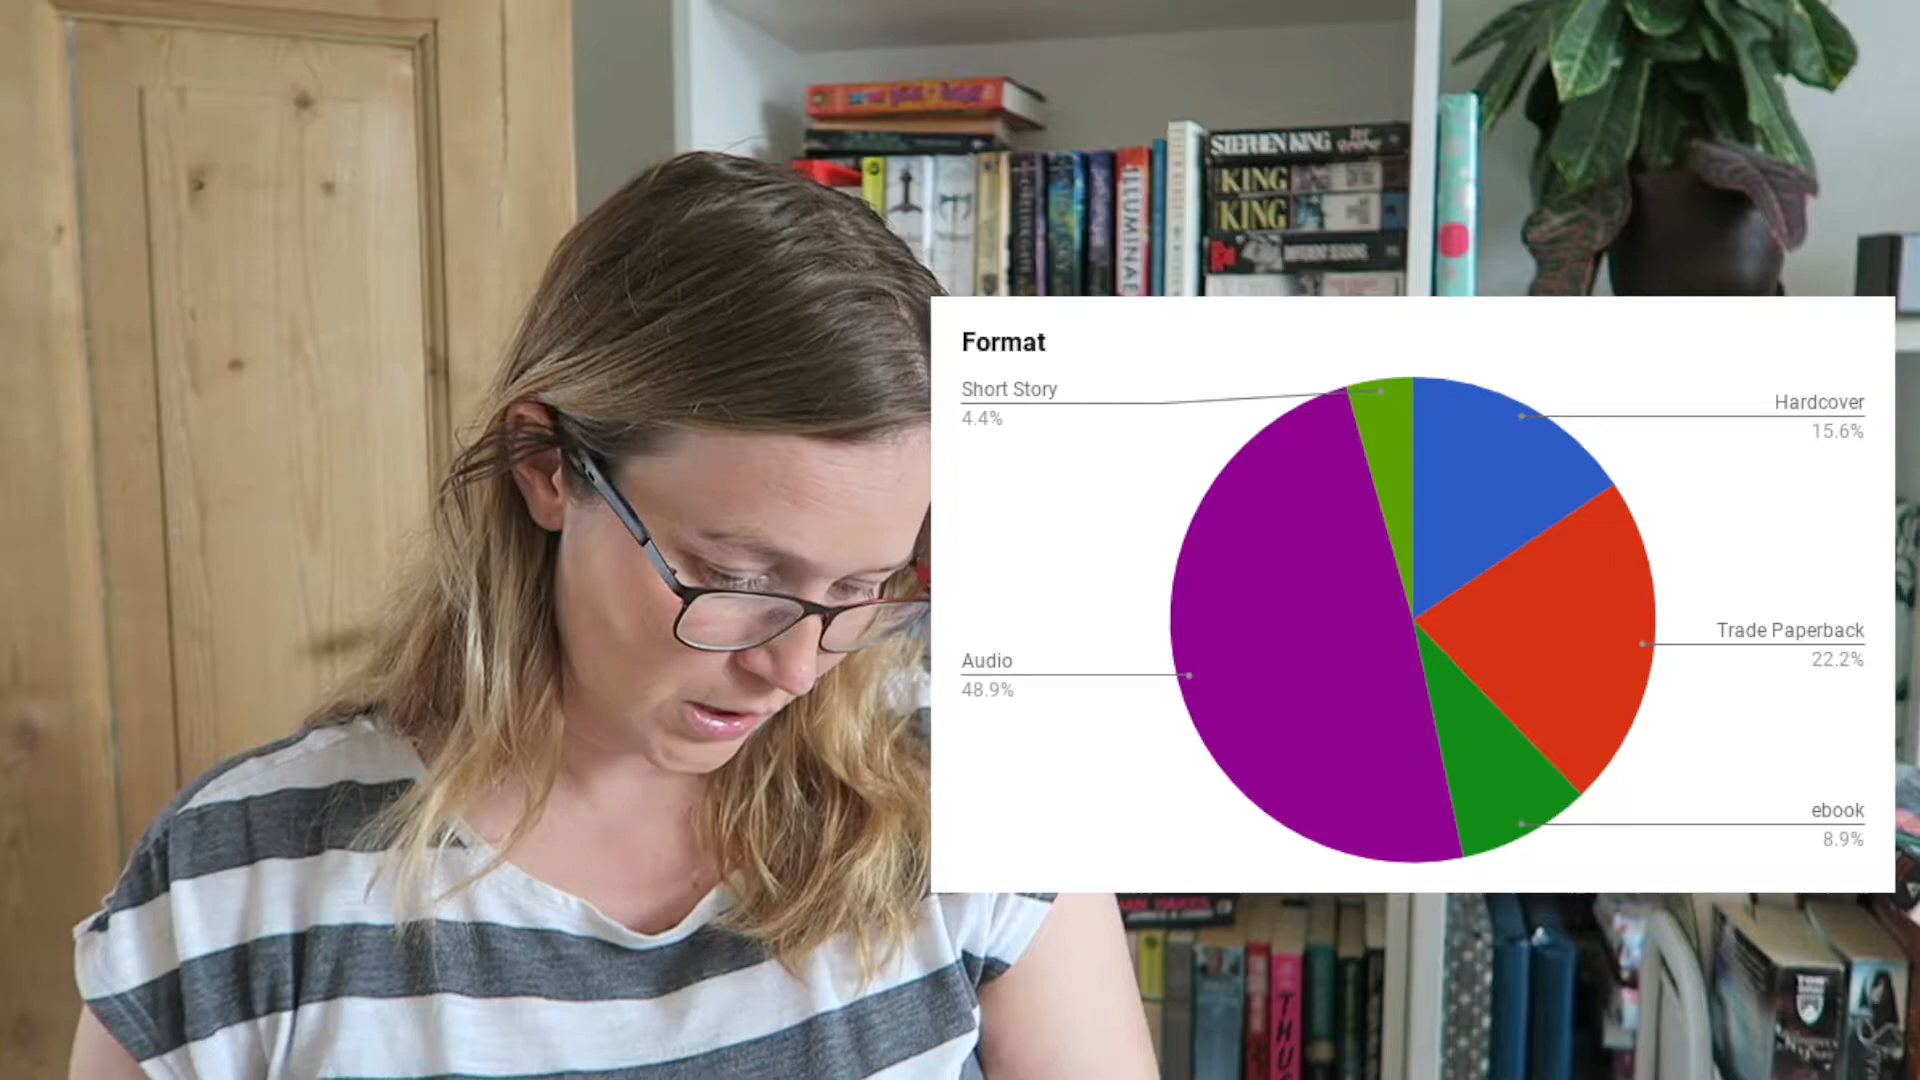 STEPHEN KING
KING
KING
ILLUMINAE
Format
Short Story
4.4%
Hardcover
15.6%
Trade Paperback
22.2%
Audio
48.9%
ebook
8.9%
THUG